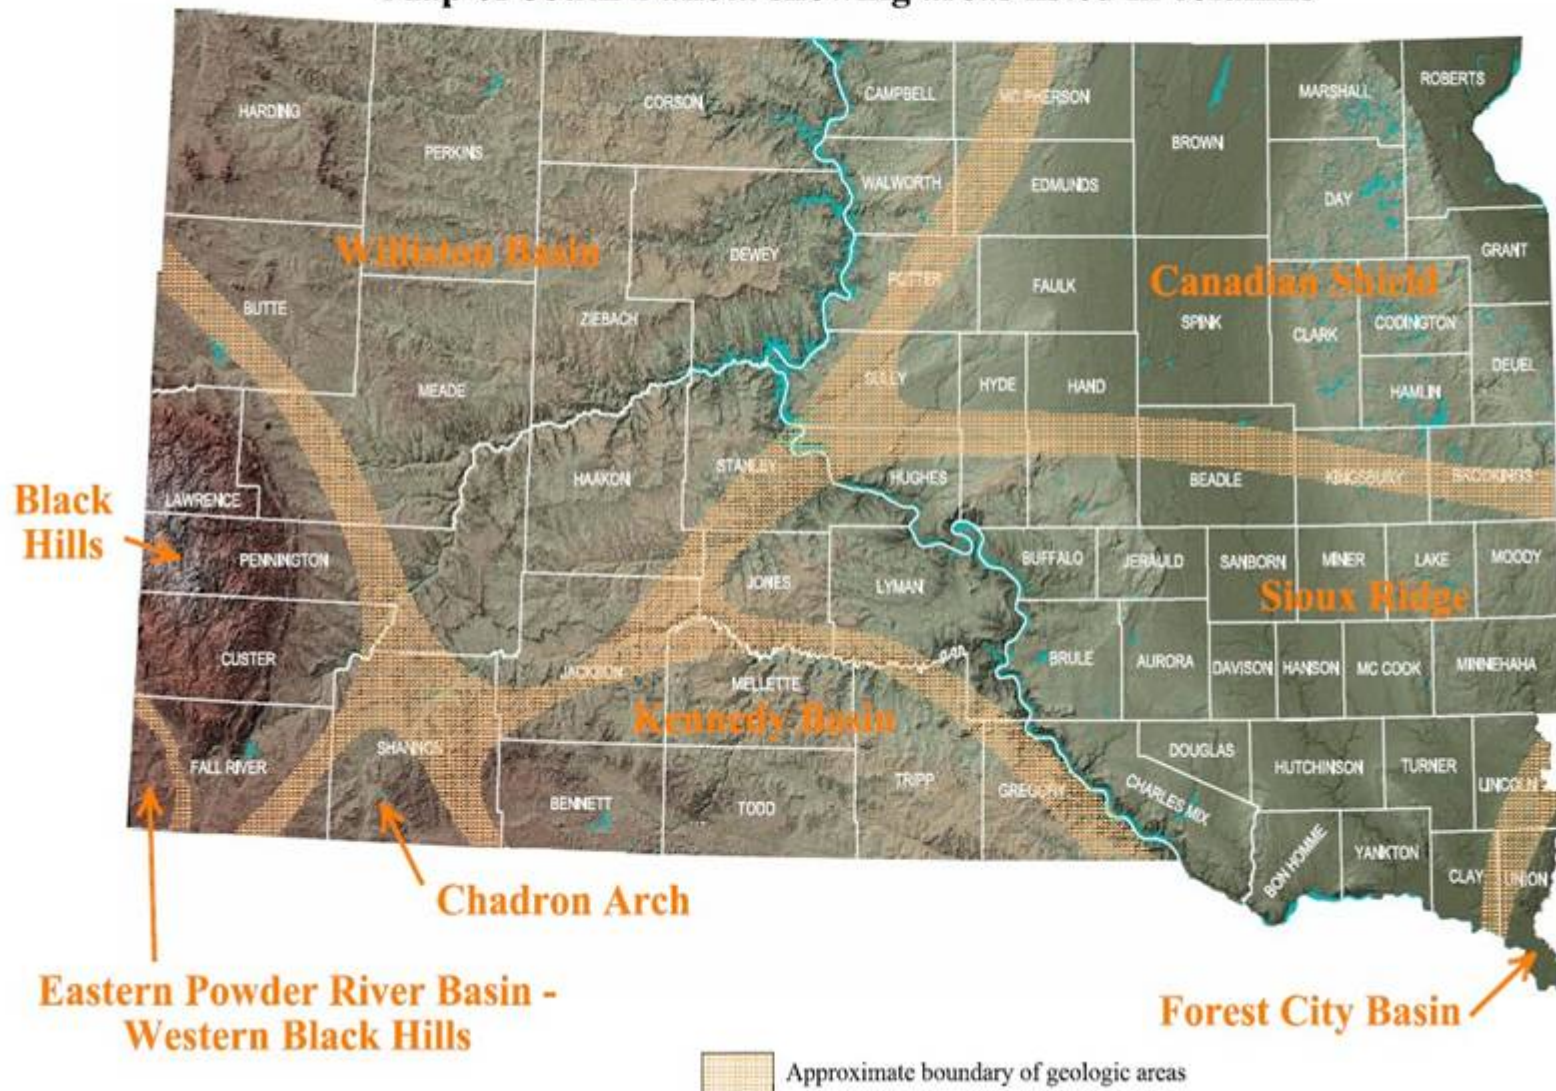 HARDING
PERKINS
CORSON
CAMPBELL
MC PHERSON
BROWN
MARSHALL
ROBERTS
WALWORTH
EDMUNDS
DAY
GRANT
Williston Basin
DEWEY
POTTER
FAULK
Canadian Shield
BUTTE
ZIEBACH
SPINK
CLARK
CODINGTON
DEUEL
MEADE
SULLY
HYDE
HAND
HAMLIN
HAAKON
STANLEY
HUGHES
BEADLE
KINGSBURY
BROOKINGS
Black
Hills
LAWRENCE
PENNINGTON
JONES
LYMAN
BUFFALO
JERAULD
SANBORN
MINER
LAKE
MOODY
Sioux Ridge
CUSTER
JACKSON
MELLETTE
BRULE
AURORA
DAVISON
HANSON
MC COOK
MINNEHAHA
Kennedy Basin
FALL RIVER
SHANNON
BENNETT
TODD
TRIPP
GREGORY
CHARLES MIX
DOUGLAS
HUTCHINSON
TURNER
LINCOLN
BON HOMME
YANKTON
CLAY
UNION
Chadron Arch
Eastern Powder River Basin -
Western Black Hills
Forest City Basin
Approximate boundary of geologic areas